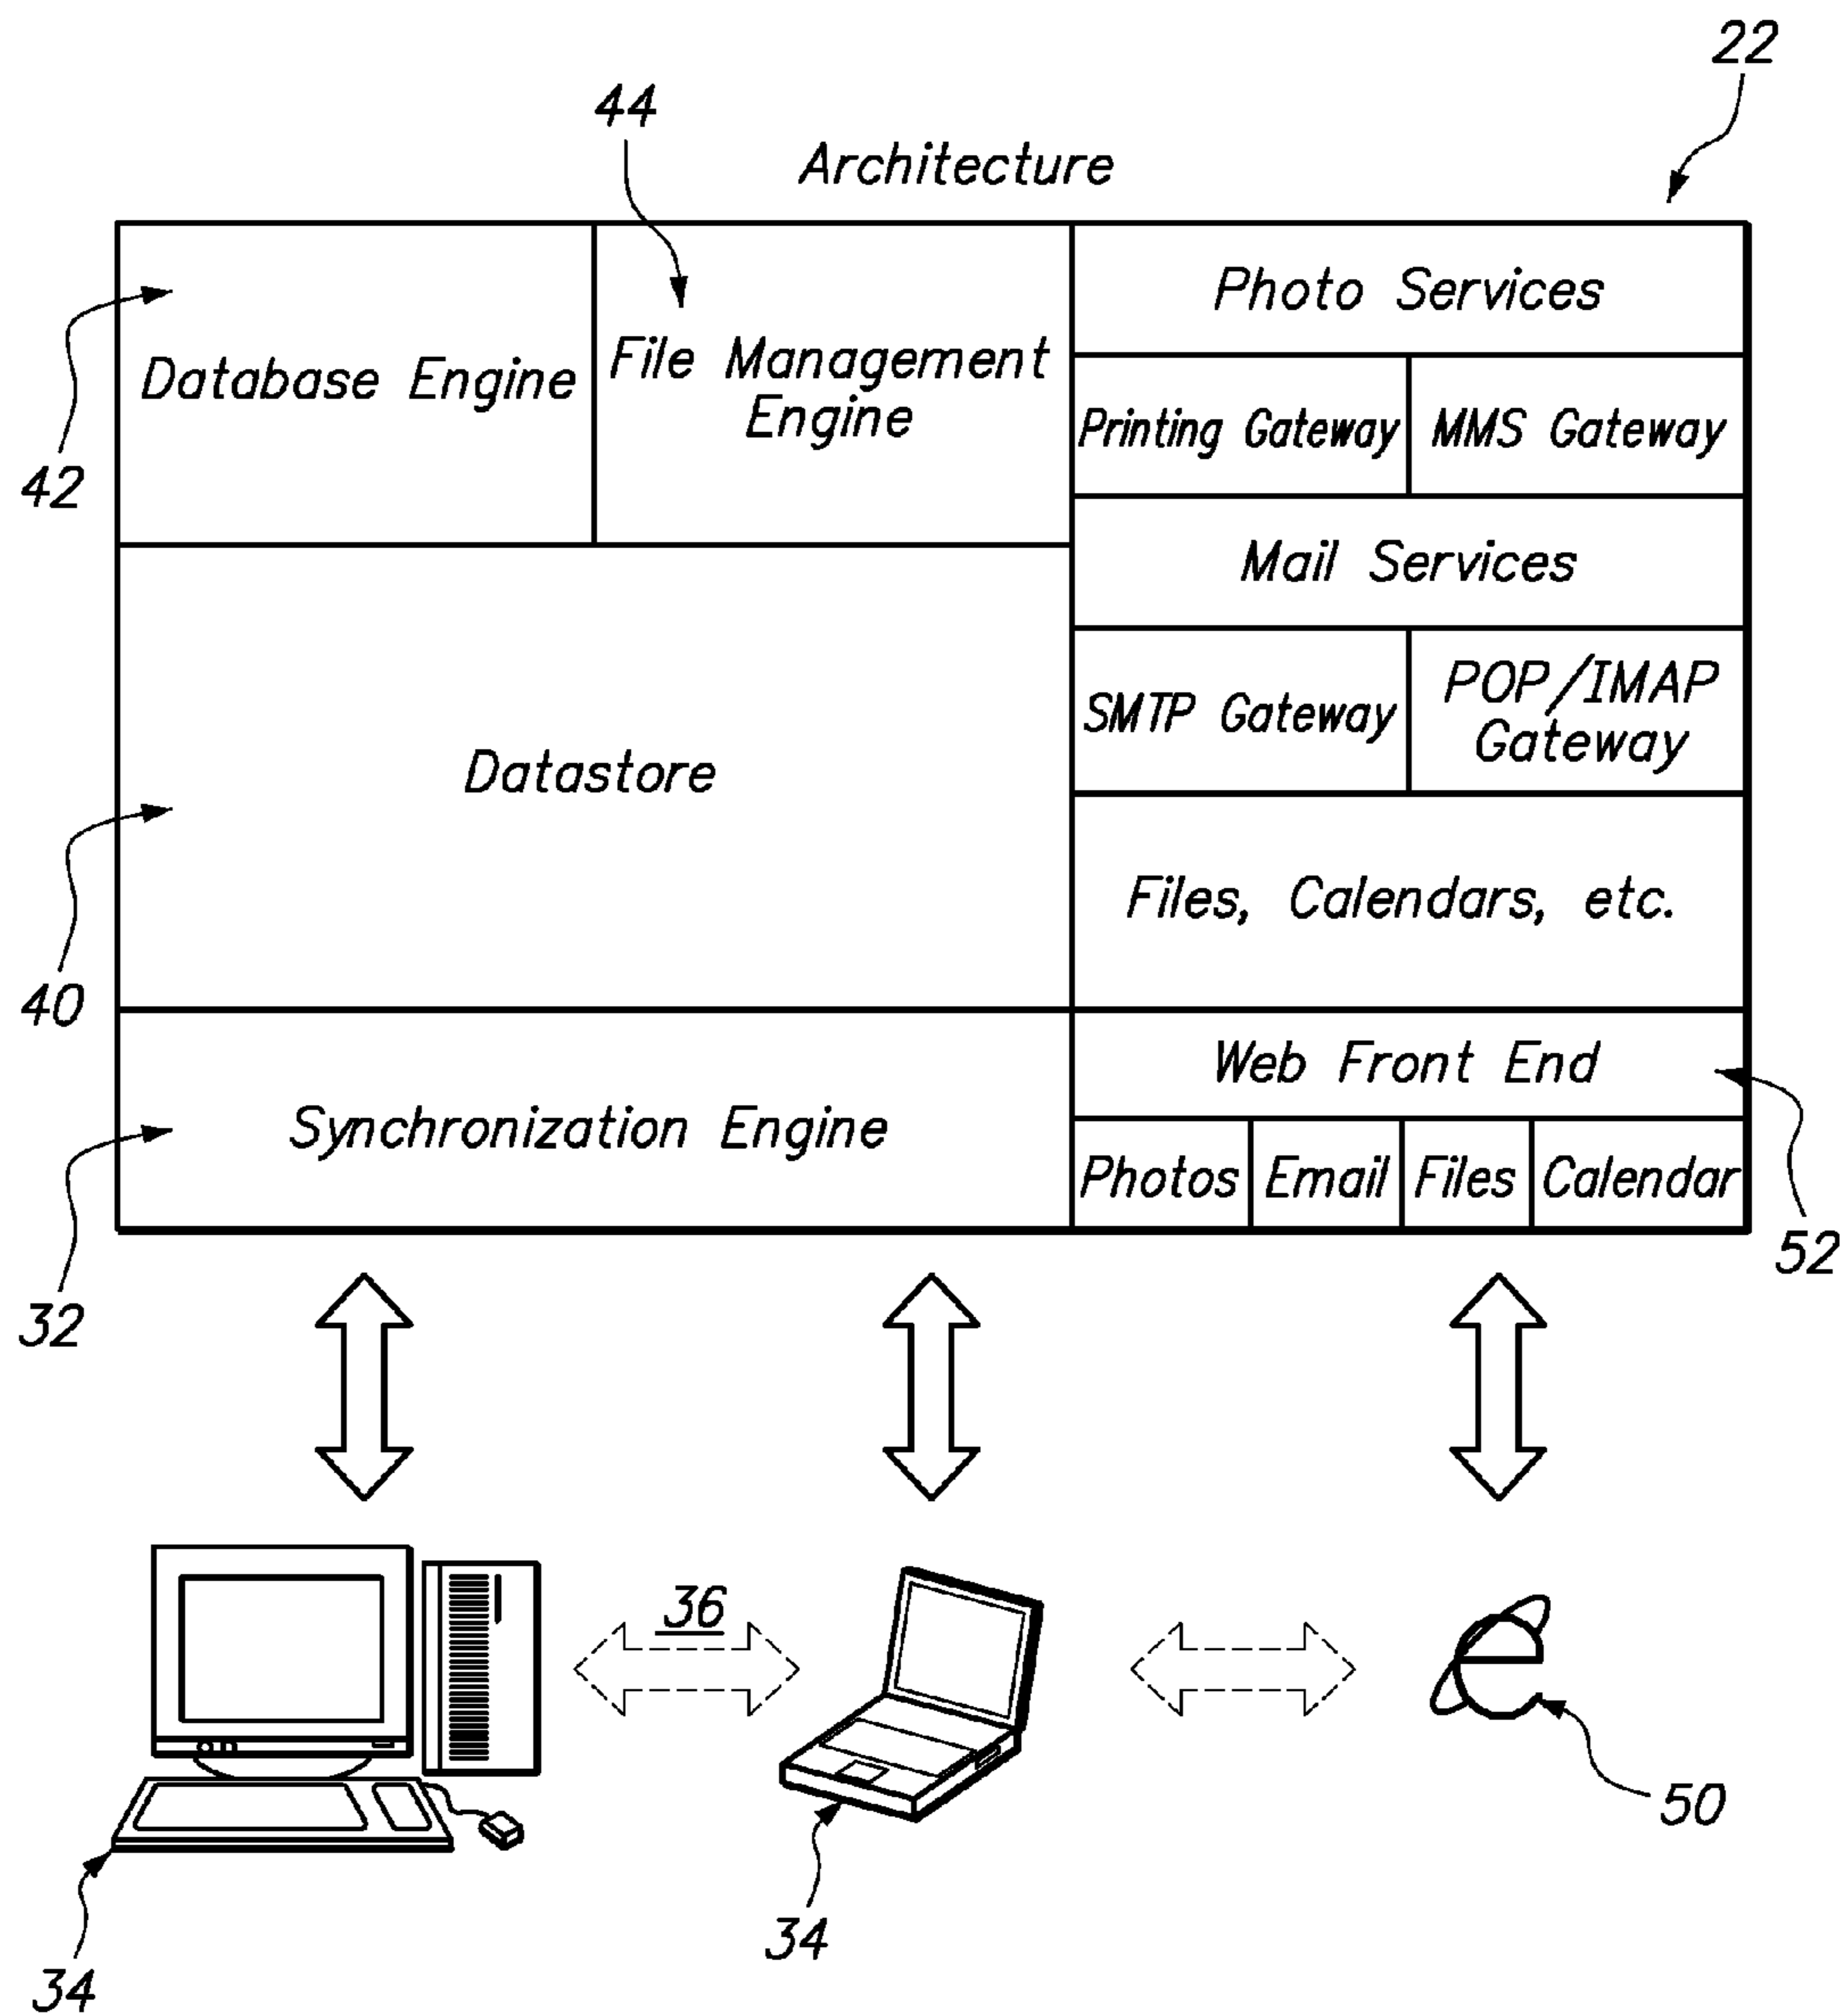 22
44
Architecture
Photo Services
Database Engine
File Management
Engine
Printing Gateway
MMS Gateway
42
Mail Services
SMTP Gateway
POP/IMAP
Gateway
Datastore
Files, Calendars, etc.
40
Web Front End
Synchronization Engine
Photos
Email
Files
Calendar
52
32
36
50
34
34